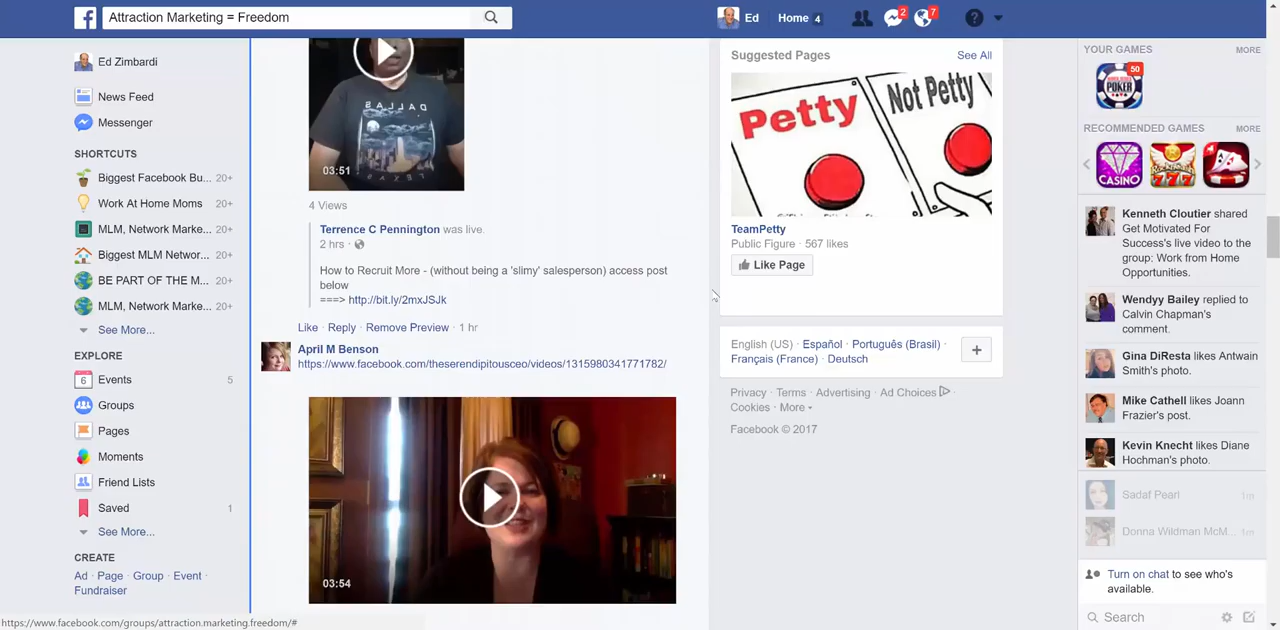 Attraction Marketing = Freedom
Ed
Home 4
2
7
Ed Zimbardi
News Feed
Messenger
SHORTCUTS
Biggest Facebook Bu... 20+
Work At Home Moms 20+
MLM, Network Marke... 20+
Biggest MLM Networ... 20+
BE PART OF THE M... 20+
MLM, Network Marke... 20+
See More...
EXPLORE
6 Events 5
Groups
Pages
Moments
Friend Lists
Saved 1
See More...
CREATE
Ad · Page · Group · Event ·
Fundraiser
https://www.facebook.com/groups/attraction.marketing.freedom/#
DALLAS
TEXAS
03:51
4 Views
Terrence C Pennington was live.
2 hrs ·
How to Recruit More - (without being a 'slimy' salesperson) access post
below
===> http://bit.ly/2mxJSJk
Like · Reply · Remove Preview · 1 hr
April M Benson
https://www.facebook.com/theserendipitousceo/videos/1315980341771782/
03:54
Suggested Pages
See All
Petty
Not Petty
TeamPetty
Public Figure · 567 likes
Like Page
English (US) · Español · Português (Brasil) ·
Français (France) · Deutsch
Privacy · Terms · Advertising · Ad Choices ·
Cookies · More
Facebook © 2017
YOUR GAMES
MORE
POKER
50
RECOMMENDED GAMES
MORE
CASINO
777
Kenneth Cloutier shared
Get Motivated For
Success's live video to the
group: Work from Home
Opportunities.
Wendyy Bailey replied to
Calvin Chapman's
comment.
Gina DiResta likes Antwain
Smith's photo.
Mike Cathell likes Joann
Frazier's post.
Kevin Knecht likes Diane
Hochman's photo.
Sadaf Pearl 1m
Donna Wildman McM... 1m
Turn on chat to see who's
available.
Search